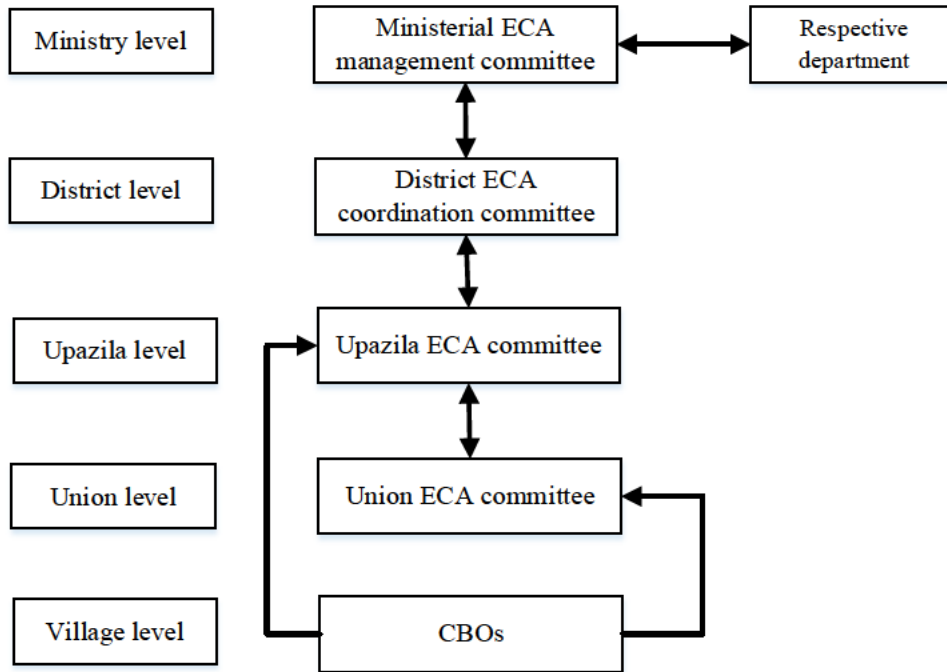 Ministry level
Ministerial ECA
management committee
Respective
department
District level
District ECA
coordination committee
Upazila level
Upazila ECA committee
Union level
Union ECA committee
Village level
CBOs